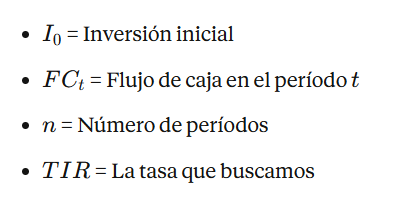 • I₀ = Inversión inicial
• FCₜ = Flujo de caja en el período t
• n = Número de períodos
• TIR = La tasa que buscamos